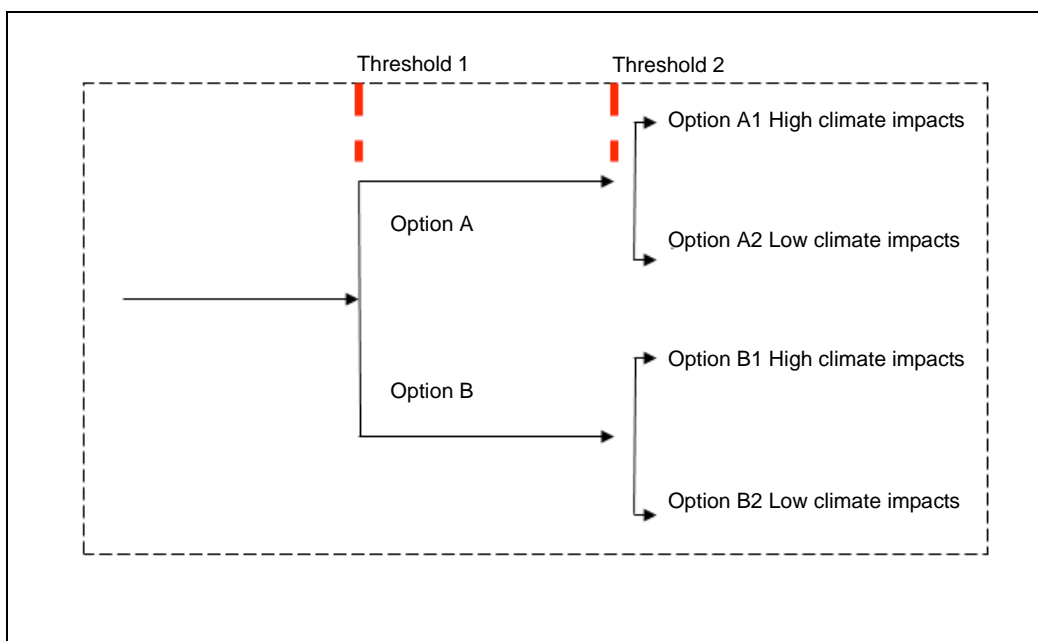 Threshold 1
Threshold 2
Option A1 High climate impacts
Option A
Option A2 Low climate impacts
Option B1 High climate impacts
Option B
Option B2 Low climate impacts